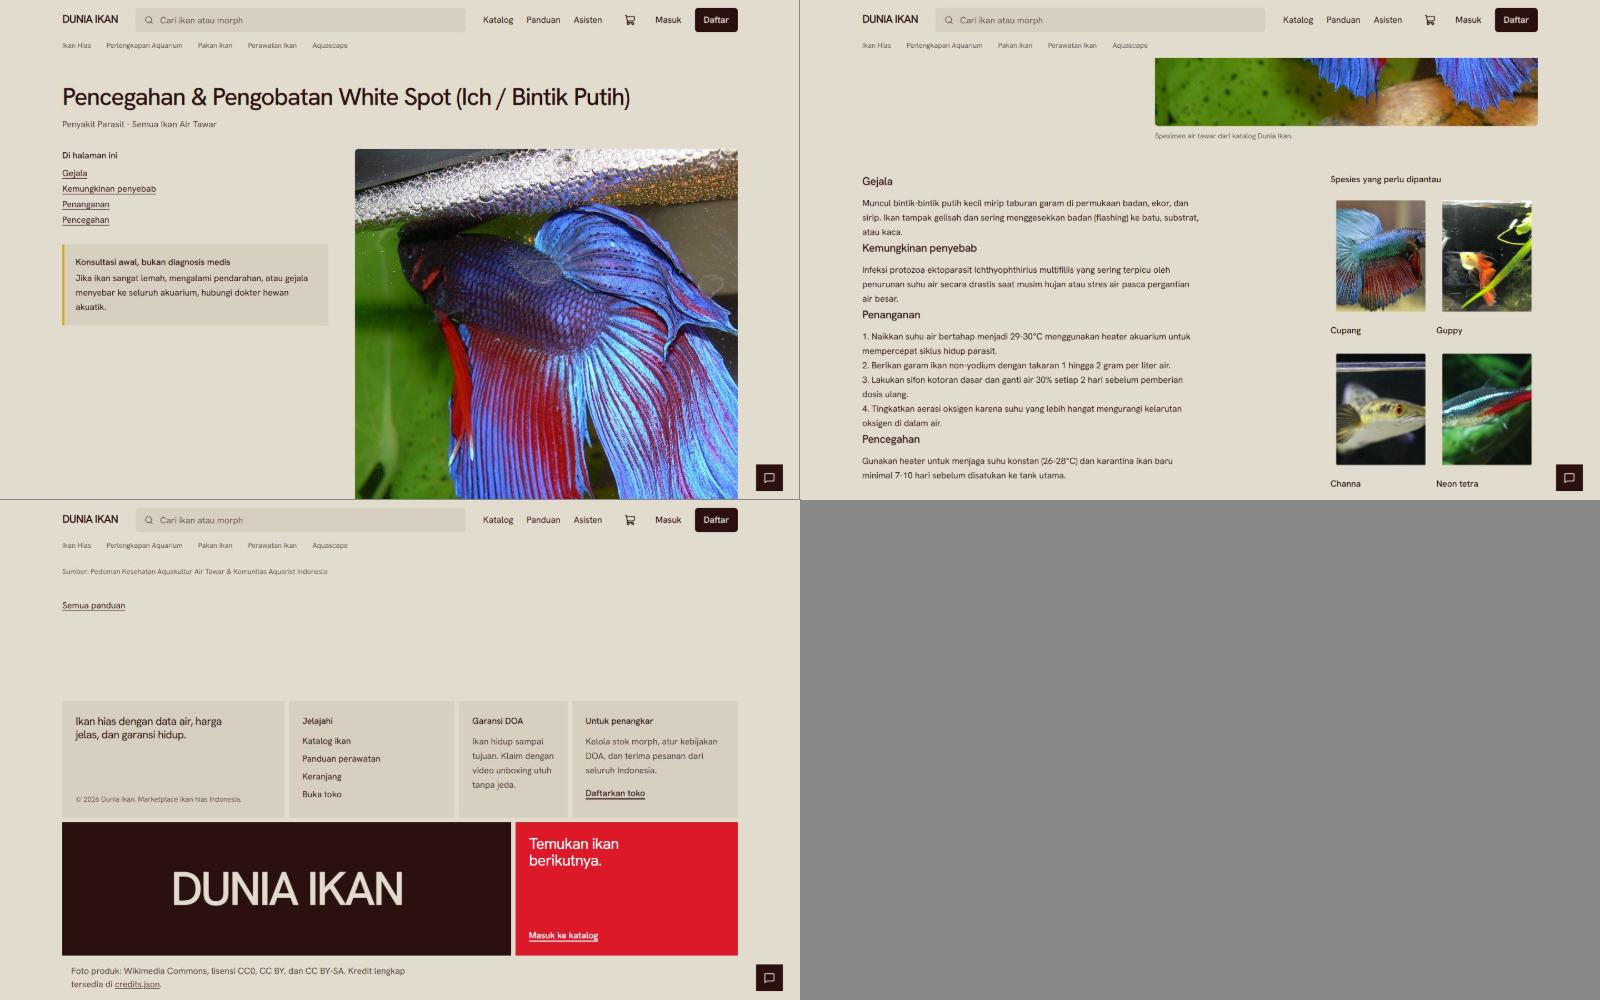 DUNIA IKAN
Cari ikan atau morph
Katalog
Panduan
Asisten
Masuk
Daftar
Ikan Hias
Perlengkapan Aquarium
Pakan Ikan
Perawatan Ikan
Aquascape
Pencegahan & Pengobatan White Spot (Ich / Bintik Putih)
Penyakit Parasit · Semua Ikan Air Tawar
Di halaman ini
Gejala
Kemungkinan penyebab
Penanganan
Pencegahan
Konsultasi awal, bukan diagnosis medis
Jika ikan sangat lemah, mengalami pendarahan, atau gejala
menyebar ke seluruh akuarium, hubungi dokter hewan
akuatik.
DUNIA IKAN
Cari ikan atau morph
Katalog
Panduan
Asisten
Masuk
Daftar
Ikan Hias
Perlengkapan Aquarium
Pakan Ikan
Perawatan Ikan
Aquascape
Spesimen air tawar dari katalog Dunia Ikan.
Gejala
Muncul bintik-bintik putih kecil mirip taburan garam di permukaan badan, ekor, dan
sirip. Ikan tampak gelisah dan sering menggesekkan badan (flashing) ke batu, substrat,
atau kaca.
Kemungkinan penyebab
Infeksi protozoa ektoparasit Ichthyophthirius multifiliis yang sering terpicu oleh
penurunan suhu air secara drastis saat musim hujan atau stres air pasca pergantian
air besar.
Penanganan
1. Naikkan suhu air bertahap menjadi 29-30°C menggunakan heater akuarium untuk
mempercepat siklus hidup parasit.
2. Berikan garam ikan non-yodium dengan takaran 1 hingga 2 gram per liter air.
3. Lakukan sifon kotoran dasar dan ganti air 30% setiap 2 hari sebelum pemberian
dosis ulang.
4. Tingkatkan aerasi oksigen karena suhu yang lebih hangat mengurangi kelarutan
oksigen di dalam air.
Pencegahan
Gunakan heater untuk menjaga suhu konstan (26-28°C) dan karantina ikan baru
minimal 7-10 hari sebelum disatukan ke tank utama.
Spesies yang perlu dipantau
Cupang
Guppy
Channa
Neon tetra
DUNIA IKAN
Cari ikan atau morph
Katalog
Panduan
Asisten
Masuk
Daftar
Ikan Hias
Perlengkapan Aquarium
Pakan Ikan
Perawatan Ikan
Aquascape
Sumber: Pedoman Kesehatan Aquakultur Air Tawar & Komunitas Aquarist Indonesia
Semua panduan
Ikan hias dengan data air, harga
jelas, dan garansi hidup.
© 2026 Dunia Ikan. Marketplace ikan hias Indonesia.
Jelajahi
Katalog ikan
Panduan perawatan
Keranjang
Buka toko
Garansi DOA
Ikan hidup sampai
tujuan. Klaim dengan
video unboxing utuh
tanpa jeda.
Untuk penangkar
Kelola stok morph, atur kebijakan
DOA, dan terima pesanan dari
seluruh Indonesia.
Daftarkan toko
DUNIA IKAN
Temukan ikan
berikutnya.
Masuk ke katalog
Foto produk: Wikimedia Commons, lisensi CC0, CC BY, dan CC BY-SA. Kredit lengkap
tersedia di credits.json.